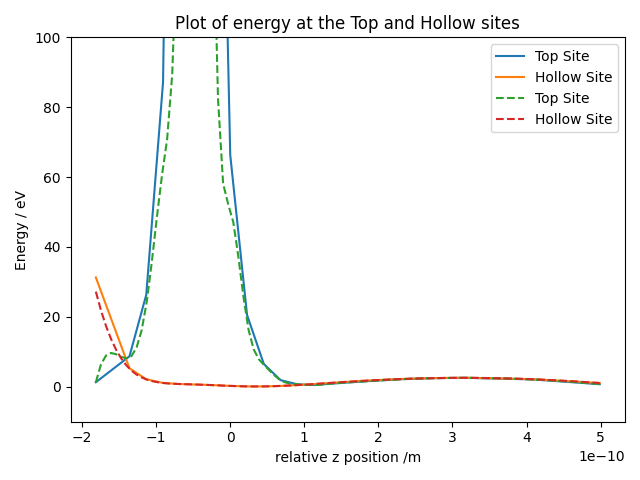 Plot of energy at the Top and Hollow sites
Top Site
Hollow Site
Top Site
Hollow Site
Energy / eV
100
80
60
40
20
0
−2
−1
0
1
2
3
4
5
1e−10
relative z position /m